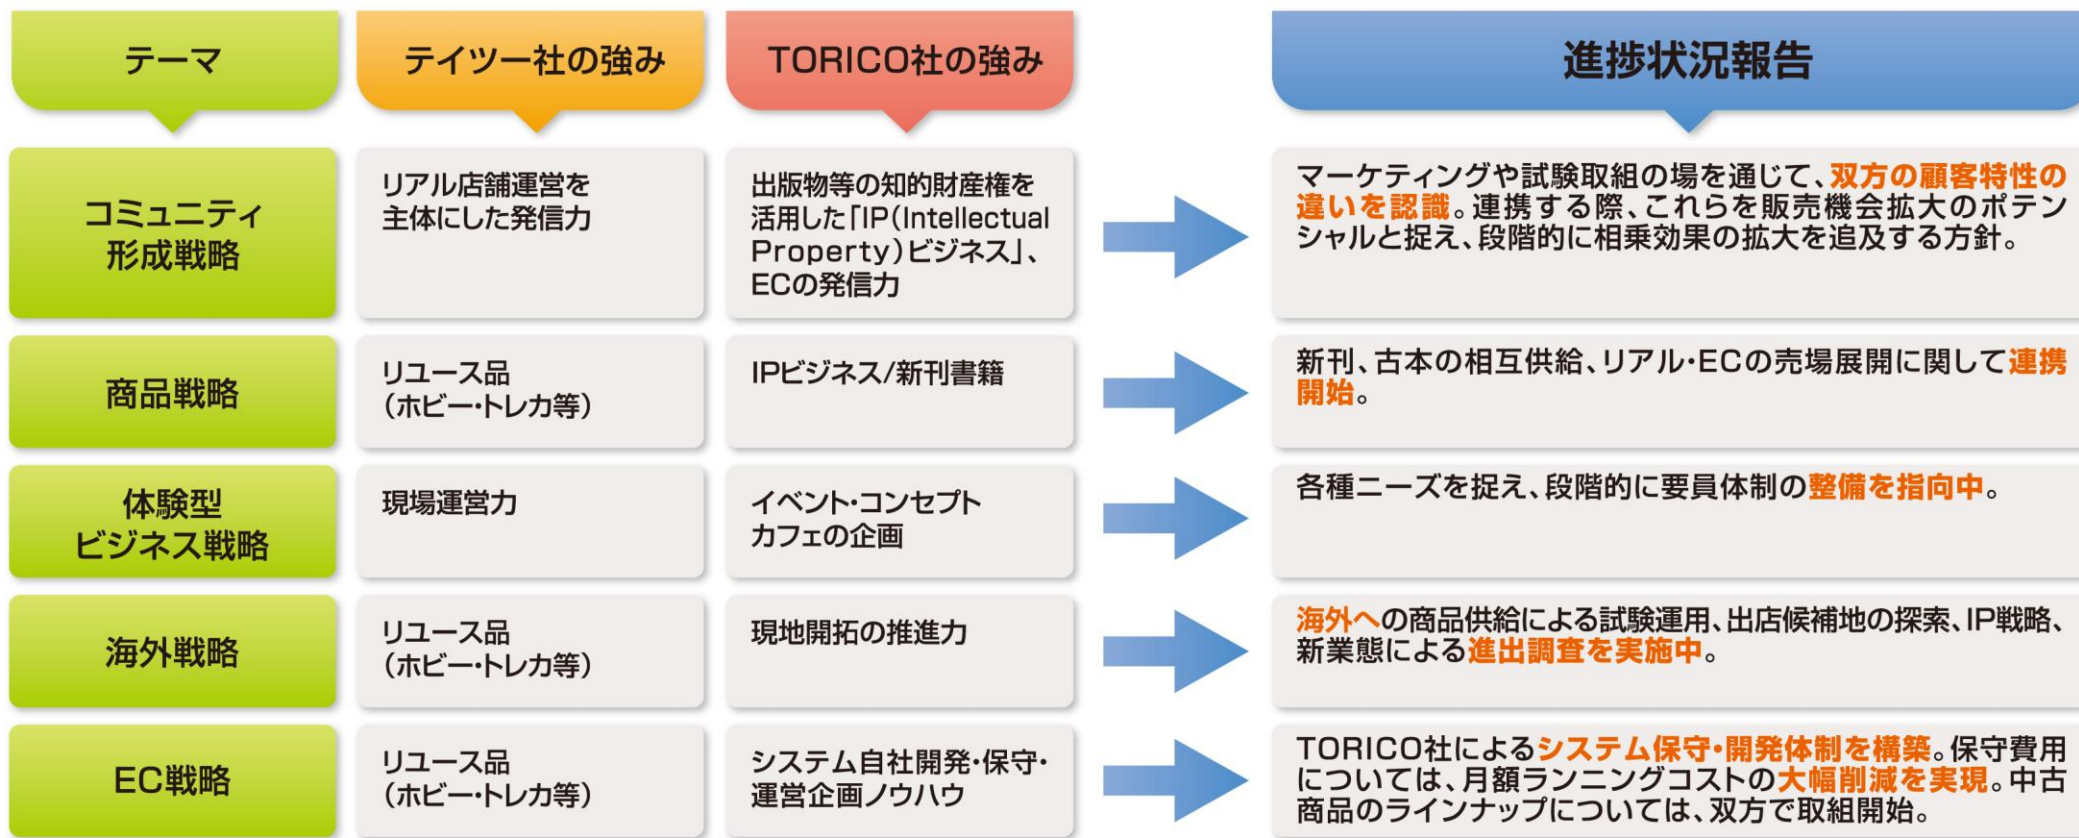 テーマ
テイツー社の強み
TORICO社の強み
進捗状況報告
コミュニティ
形成戦略
リアル店舗運営を
主体にした発信力
出版物等の知的財産権を
活用した「IP(Intellectual
Property)ビジネス」、
ECの発信力
マーケティングや試験取組の場を通じて、双方の顧客特性の
違いを認識。連携する際、これらを販売機会拡大のポテン
シャルと捉え、段階的に相乗効果の拡大を追及する方針。
商品戦略
リユース品
(ホビー・トレカ等)
IPビジネス/新刊書籍
新刊、古本の相互供給、リアル・ECの売場展開に関して連携
開始。
体験型
ビジネス戦略
現場運営力
イベント・コンセプト
カフェの企画
各種ニーズを捉え、段階的に要員体制の整備を指向中。
海外戦略
リユース品
(ホビー・トレカ等)
現地開拓の推進力
海外への商品供給による試験運用、出店候補地の探索、IP戦略、
新業態による進出調査を実施中。
EC戦略
リユース品
(ホビー・トレカ等)
システム自社開発・保守・
運営企画ノウハウ
TORICO社によるシステム保守・開発体制を構築。保守費用
については、月額ランニングコストの大幅削減を実現。中古
商品のラインナップについては、双方で取組開始。